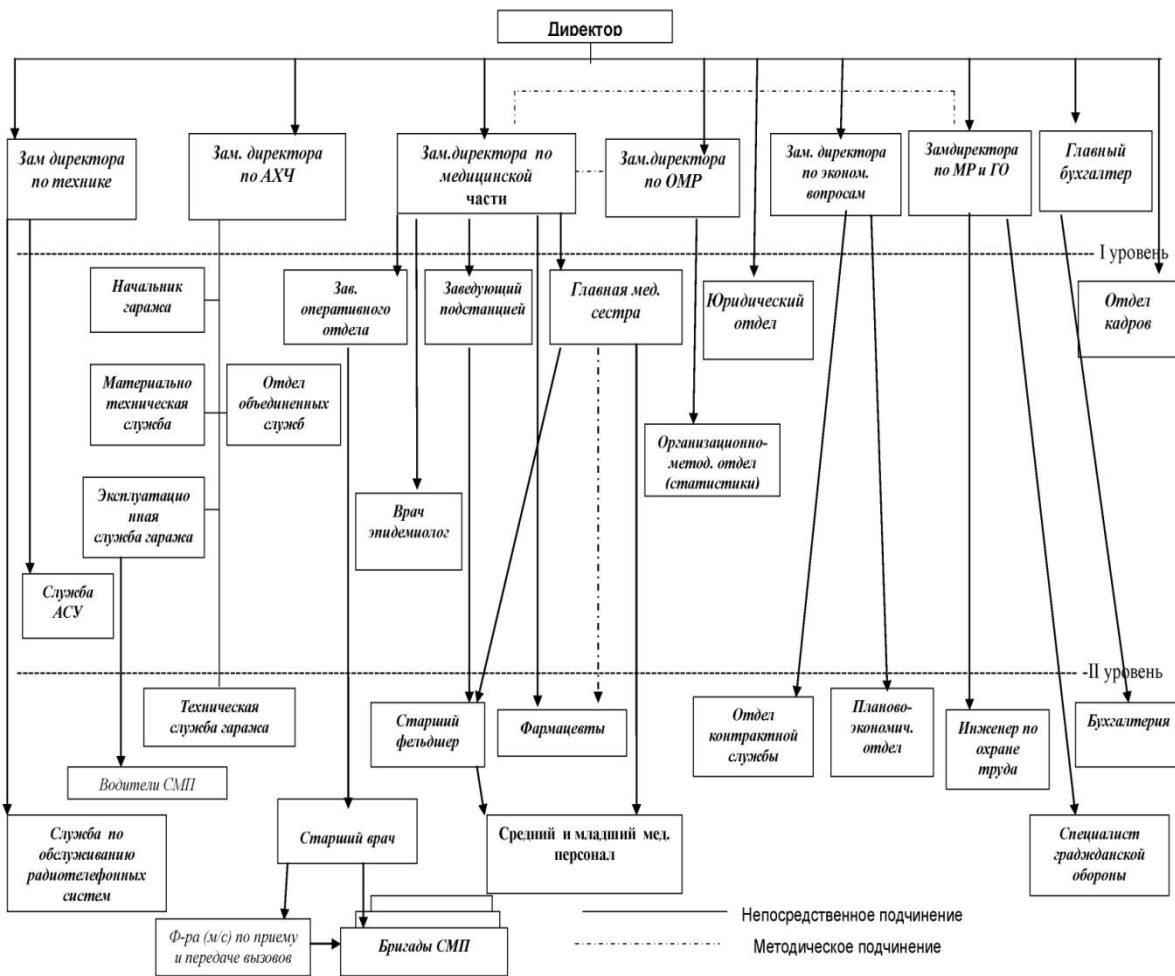 Директор
Зам директора
по технике
Зам. директора
по АХЧ
Зам.директора по
медицинской
части
Зам.директора
по ОМР
Зам. директора
по эконом.
вопросам
Замдиректора
по МР и ГО
Главный
бухгалтер
I уровень
Начальник
гаража
Зав.
оперативного
отдела
Заведующий
подстанцией
Главная мед.
сестра
Юридический
отдел
Отдел
кадров
Материально
техническая
служба
Отдел
объединенных
служб
Организационно-
метод. отдел
(статистики)
Эксплуатацио
нная
служба гаража
Врач
эпидемиолог
Служба
АСУ
-II уровень
Техническая
служба гаража
Старший
фельдшер
Фармацевты
Отдел
контрактной
службы
Планово-
экономич.
отдел
Инженер по
охране
труда
Бухгалтерия
Водители СМП
Служба по
обслуживанию
радиотелефонных
систем
Старший врач
Средний и младший мед.
персонал
Специалист
гражданской
обороны
Ф-ра (м/с) по приему
и передаче вызовов
Бригады СМП
Непосредственное подчинение
Методическое подчинение